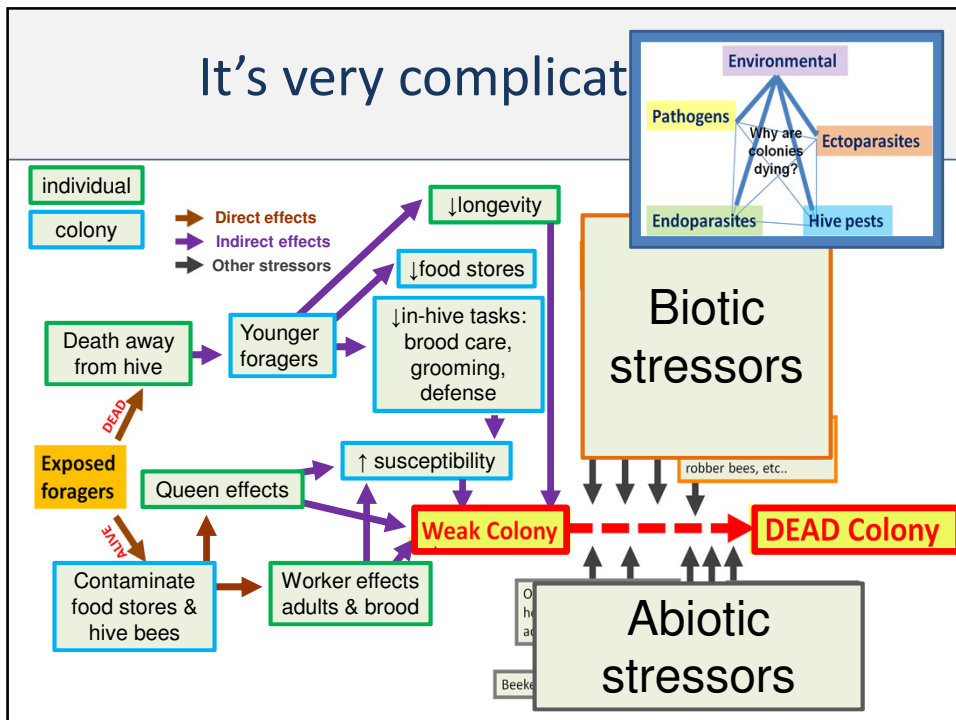 It's very complicat
Environmental
Pathogens
Why are
colonies
dying?
Ectoparasites
Endoparasites
Hive pests
individual
colony
Direct effects
Indirect effects
Other stressors
↓longevity
↓food stores
↓in-hive tasks:
brood care,
grooming,
defense
Younger
foragers
Death away
from hive
DEAD
Exposed
foragers
ALIVE
Queen effects
↑ susceptibility
Contaminate
food stores &
hive bees
Worker effects
adults & brood
Weak Colony
DEAD Colony
Biotic
stressors
robber bees, etc..
Abiotic
stressors